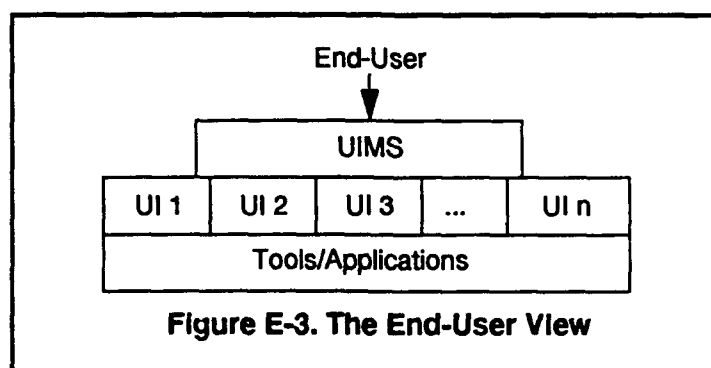 End-User
UIMS
UI 1 UI 2 UI 3 ... UI n
Tools/Applications
Figure E-3. The End-User View